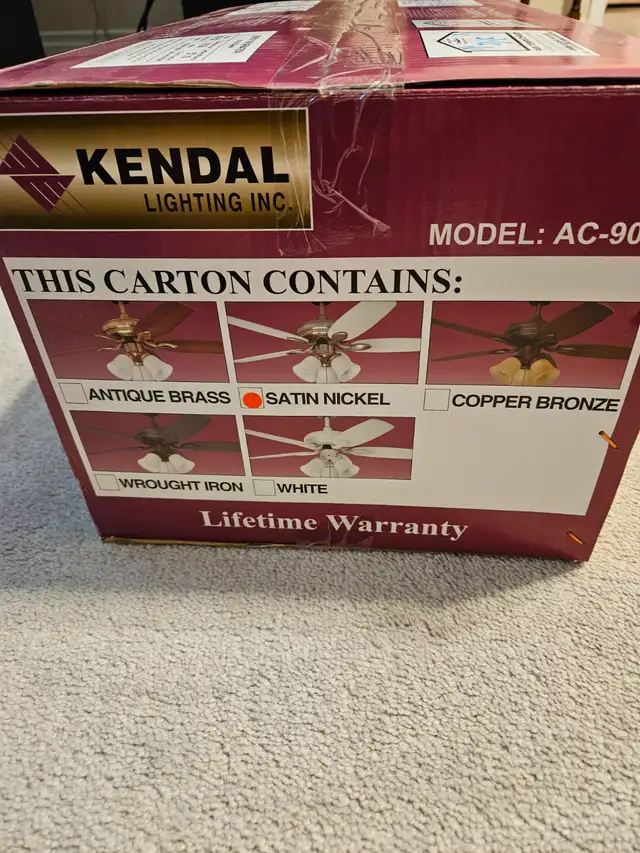 KENDAL
LIGHTING INC.
MODEL: AC-90
THIS CARTON CONTAINS:
ANTIQUE BRASS
SATIN NICKEL
COPPER BRONZE
WROUGHT IRON
WHITE
Lifetime Warranty